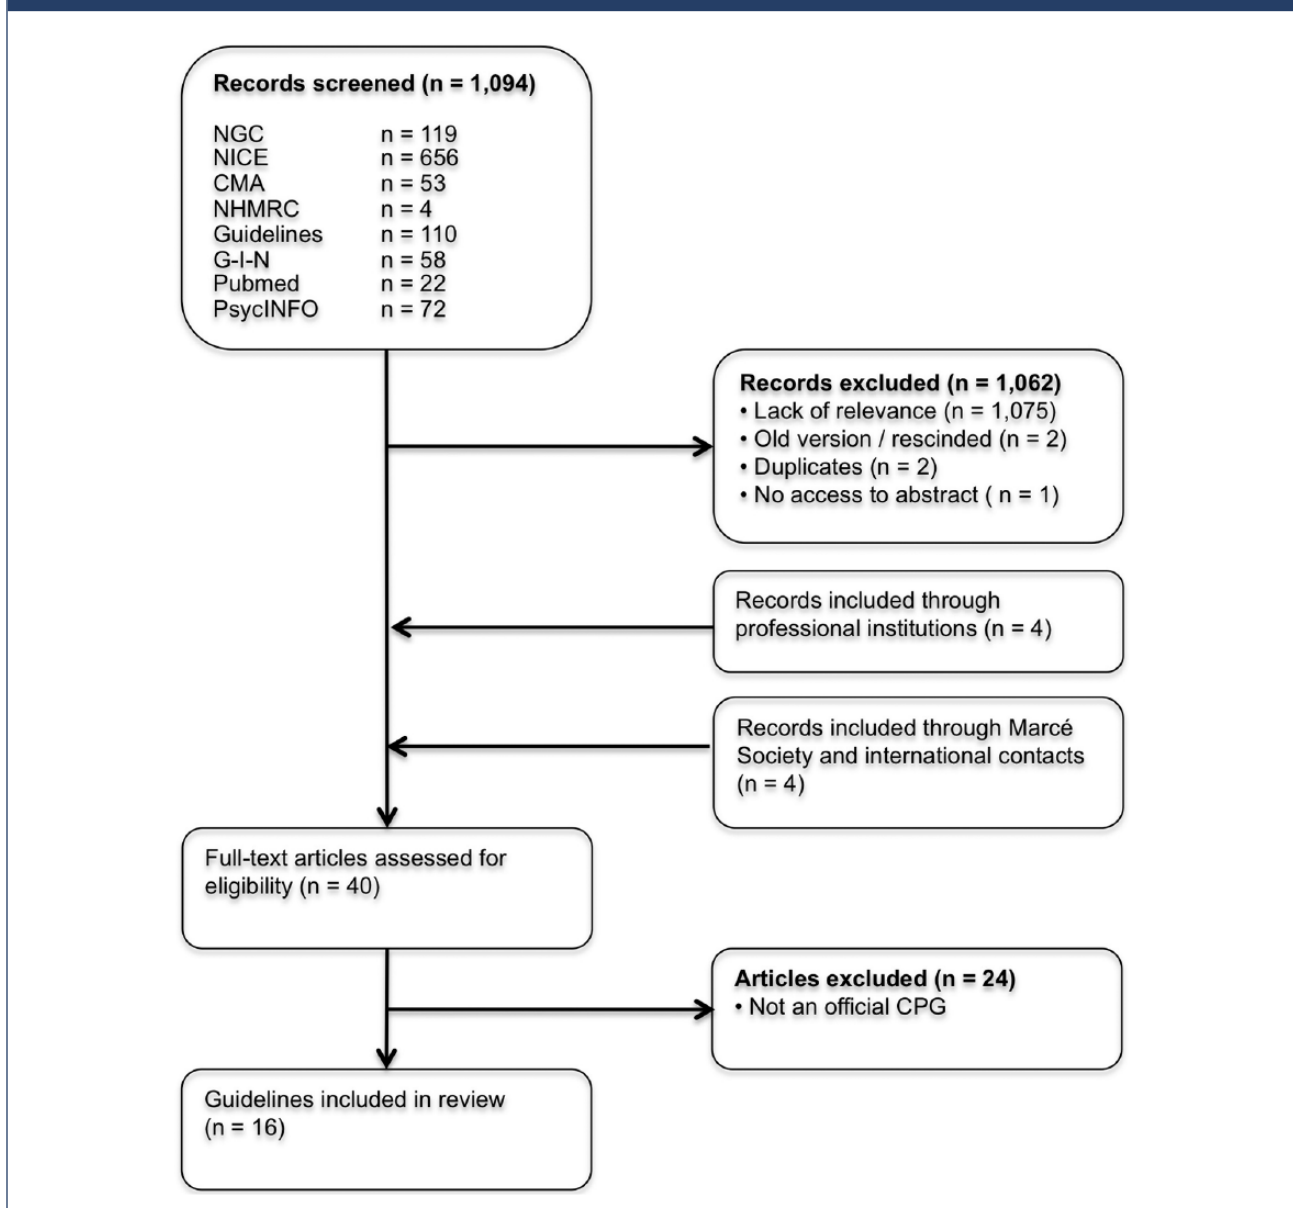 Records screened (n = 1,094)
NGC n = 119
NICE n = 656
CMA n = 53
NHMRC n = 4
Guidelines n = 110
G-I-N n = 58
Pubmed n = 22
PsycINFO n = 72
Records excluded (n = 1,062)
• Lack of relevance (n = 1,075)
• Old version / rescinded (n = 2)
• Duplicates (n = 2)
• No access to abstract ( n = 1)
Records included through
professional institutions (n = 4)
Records included through Marcé
Society and international contacts
(n = 4)
Full-text articles assessed for
eligibility (n = 40)
Articles excluded (n = 24)
• Not an official CPG
Guidelines included in review
(n = 16)